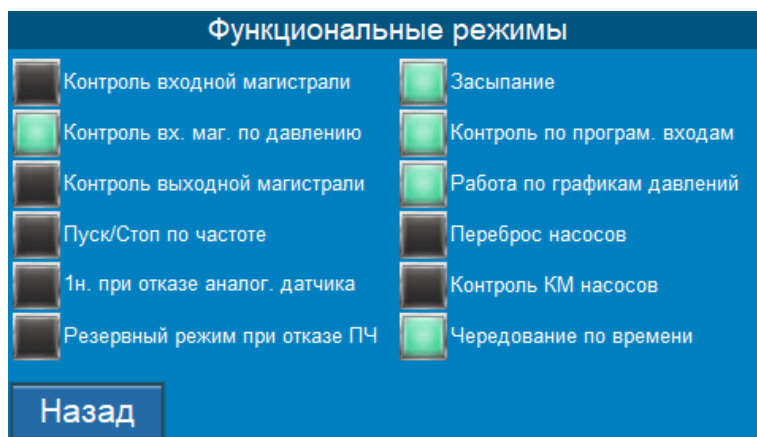 Функциональные режимы
Контроль входной магистрали
Контроль вх. маг. по давлению
Контроль выходной магистрали
Пуск/Стоп по частоте
1н. при отказе аналог. датчика
Резервный режим при отказе ПЧ
Засыпание
Контроль по програм. входам
Работа по графикам давлений
Переброс насосов
Контроль КМ насосов
Чередование по времени
Назад